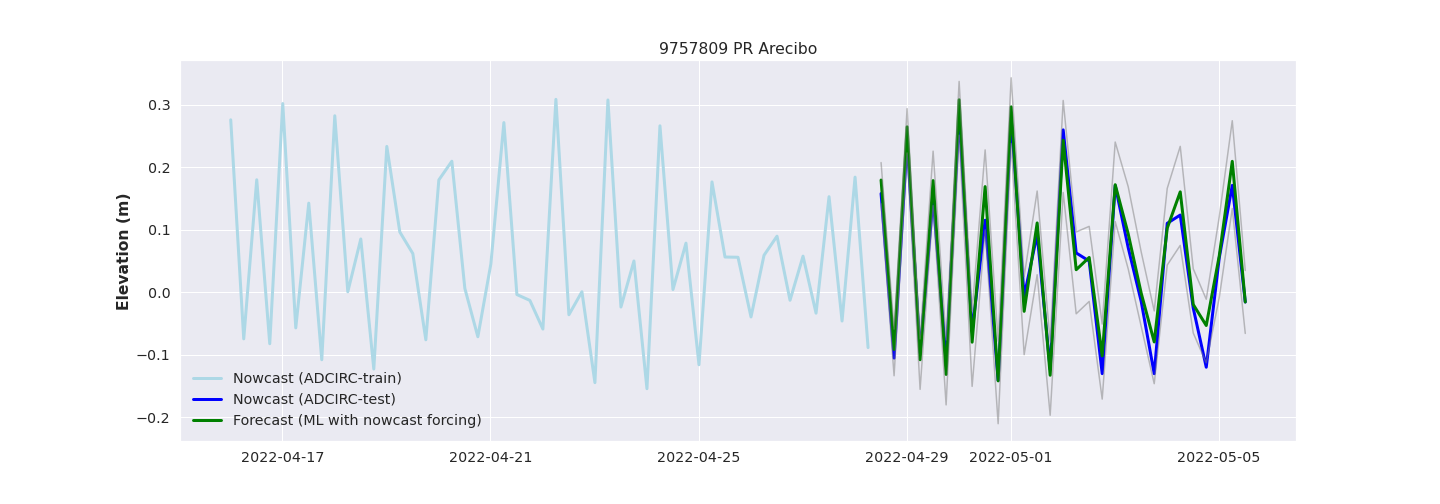 9757809 PR Arecibo
Elevation (m)
0.3
0.2
0.1
0.0
−0.1
−0.2
Nowcast (ADCIRC-train)
Nowcast (ADCIRC-test)
Forecast (ML with nowcast forcing)
2022-04-17 2022-04-21 2022-04-25 2022-04-29 2022-05-01 2022-05-05